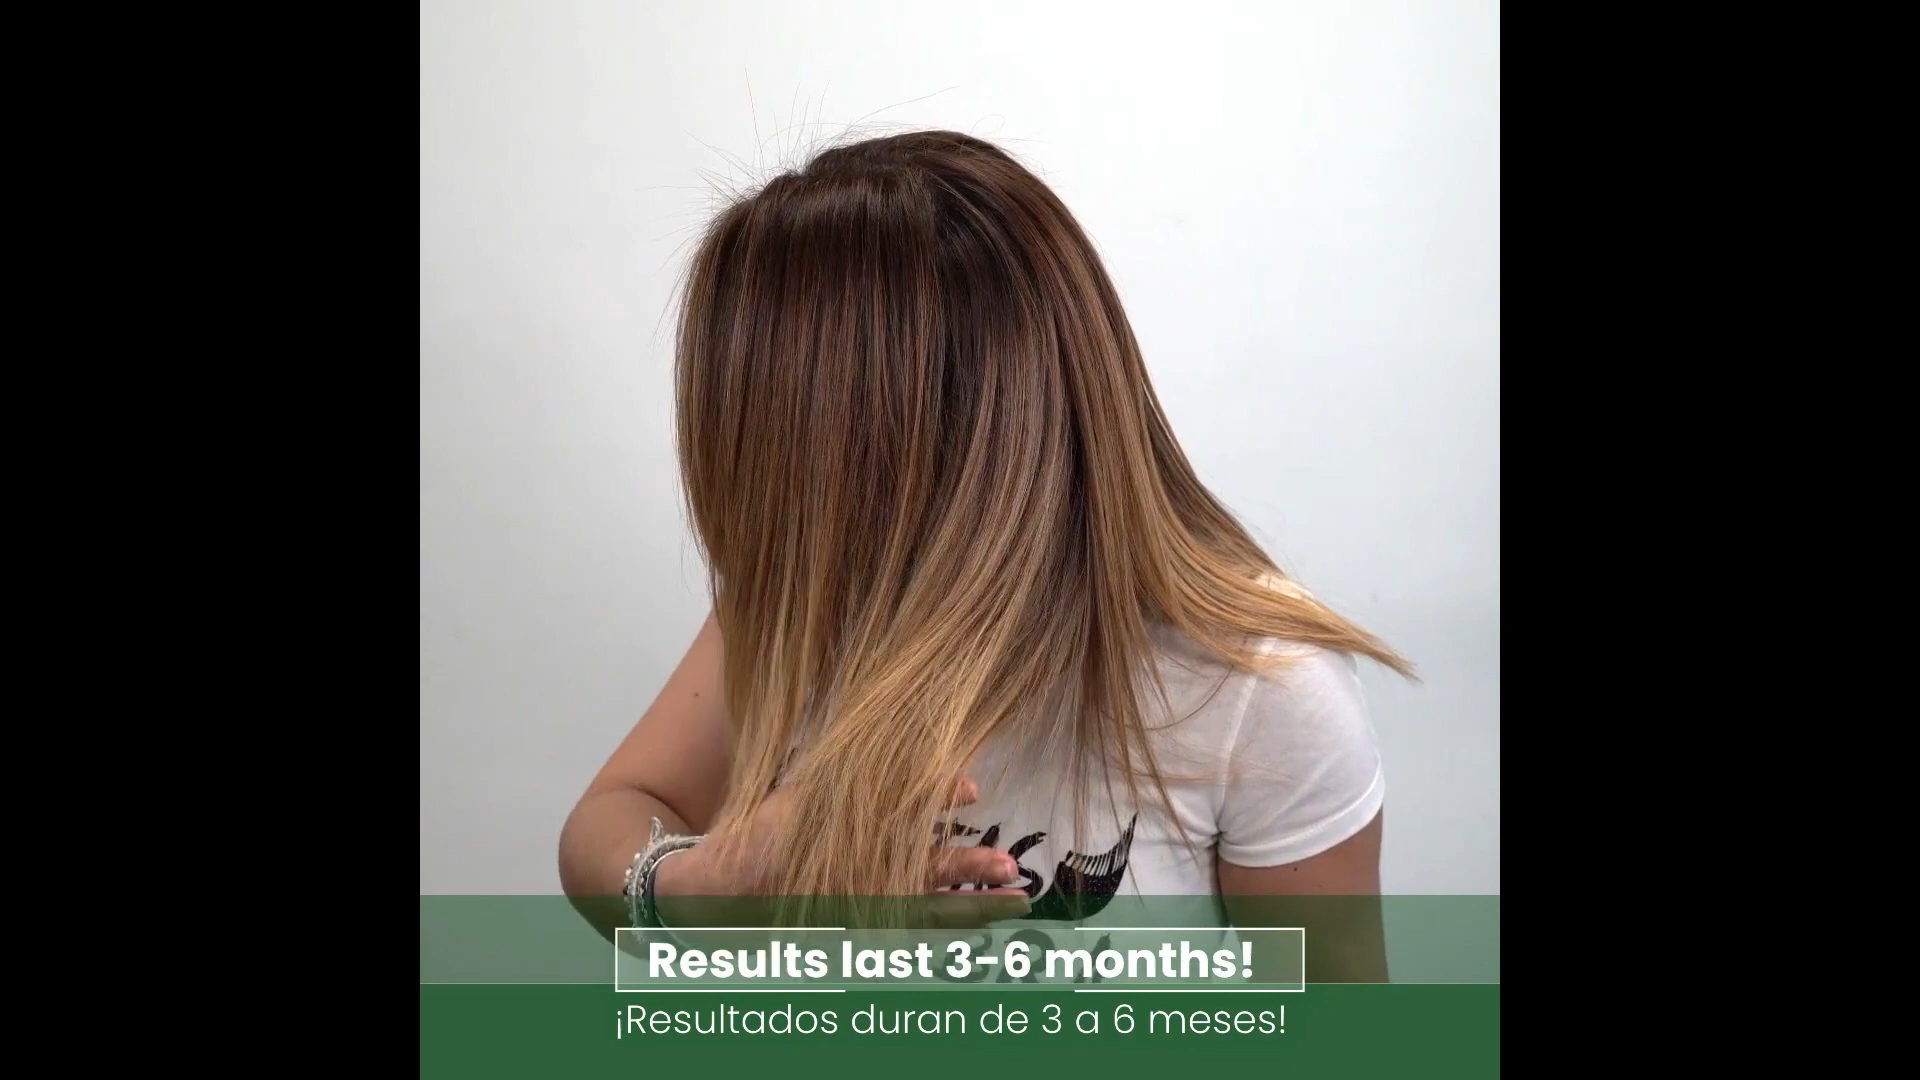 Results last 3-6 months!
¡Resultados duran de 3 a 6 meses!